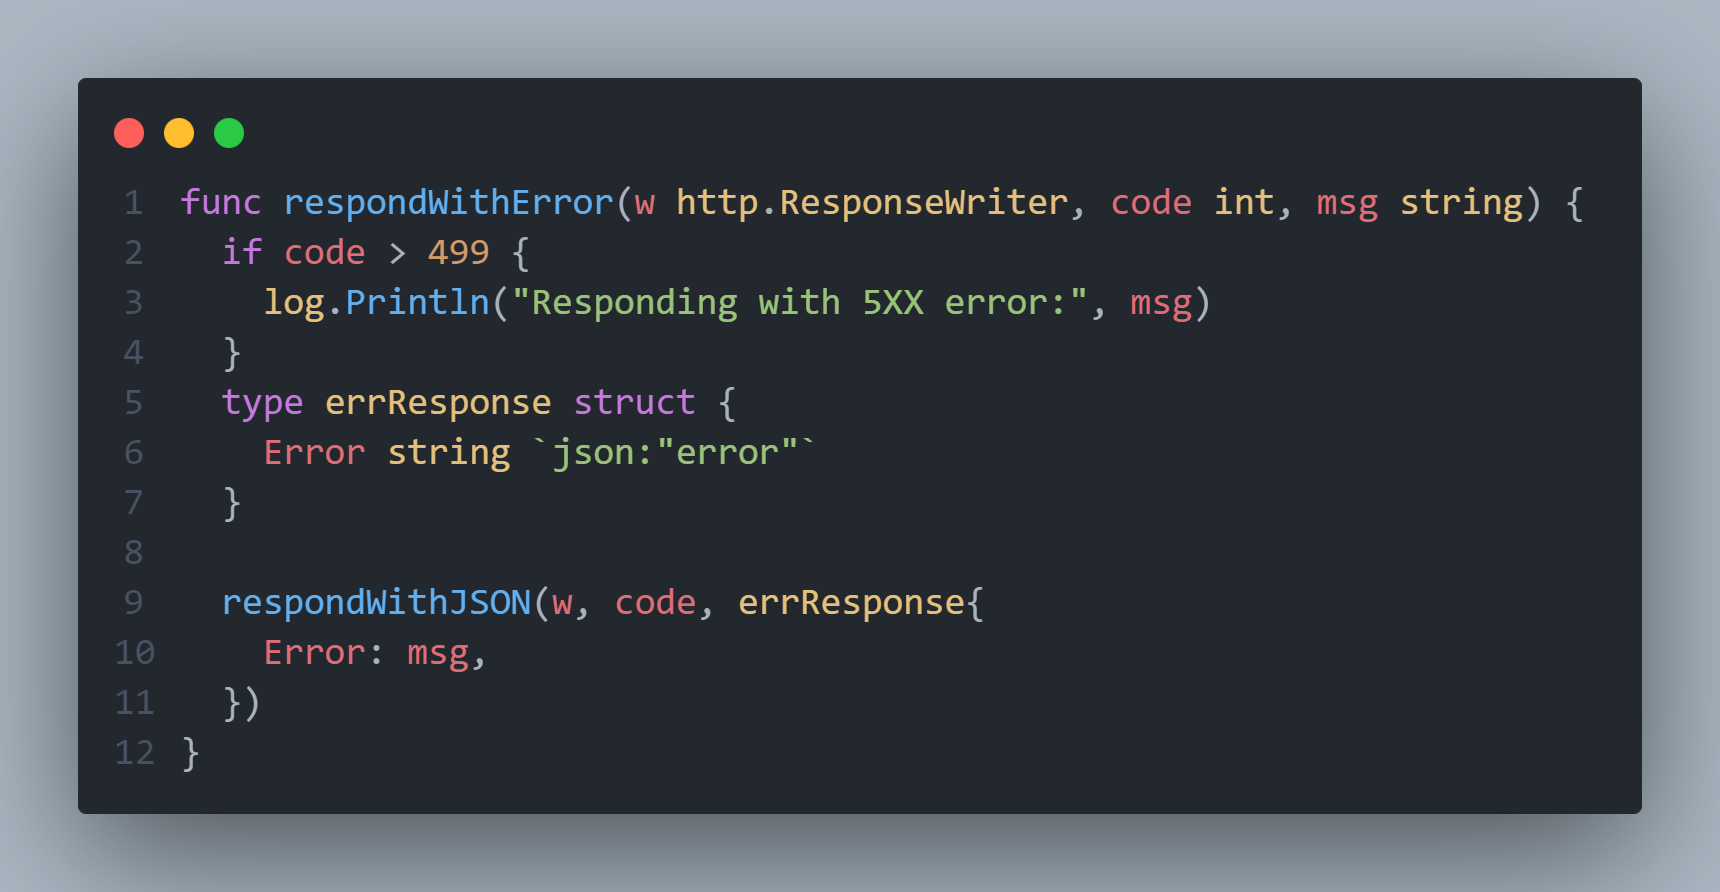 1 func respondWithError(w http.ResponseWriter, code int, msg string) {
2   if code > 499 {
3     log.Println("Responding with 5XX error:", msg)
4   }
5   type errResponse struct {
6     Error string `json:"error"`
7   }
8
9   respondWithJSON(w, code, errResponse{
10     Error: msg,
11   })
12 }